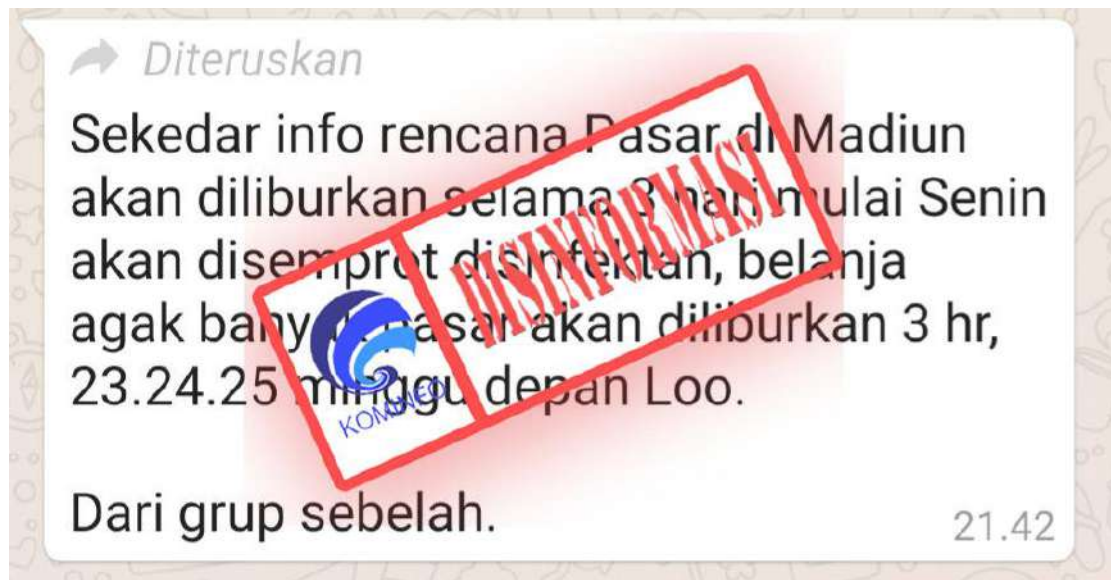 Diteruskan
Sekedar info rencana Pasar di Madiun
akan diliburkan selama 3 hari mulai Senin
akan disemprot disinfektan, belanja
agak banyak pasar akan diliburkan 3 hr,
23.24.25 minggu depan Loo.
Dari grup sebelah.
21.42
DISINFORMASI
KOMINFO